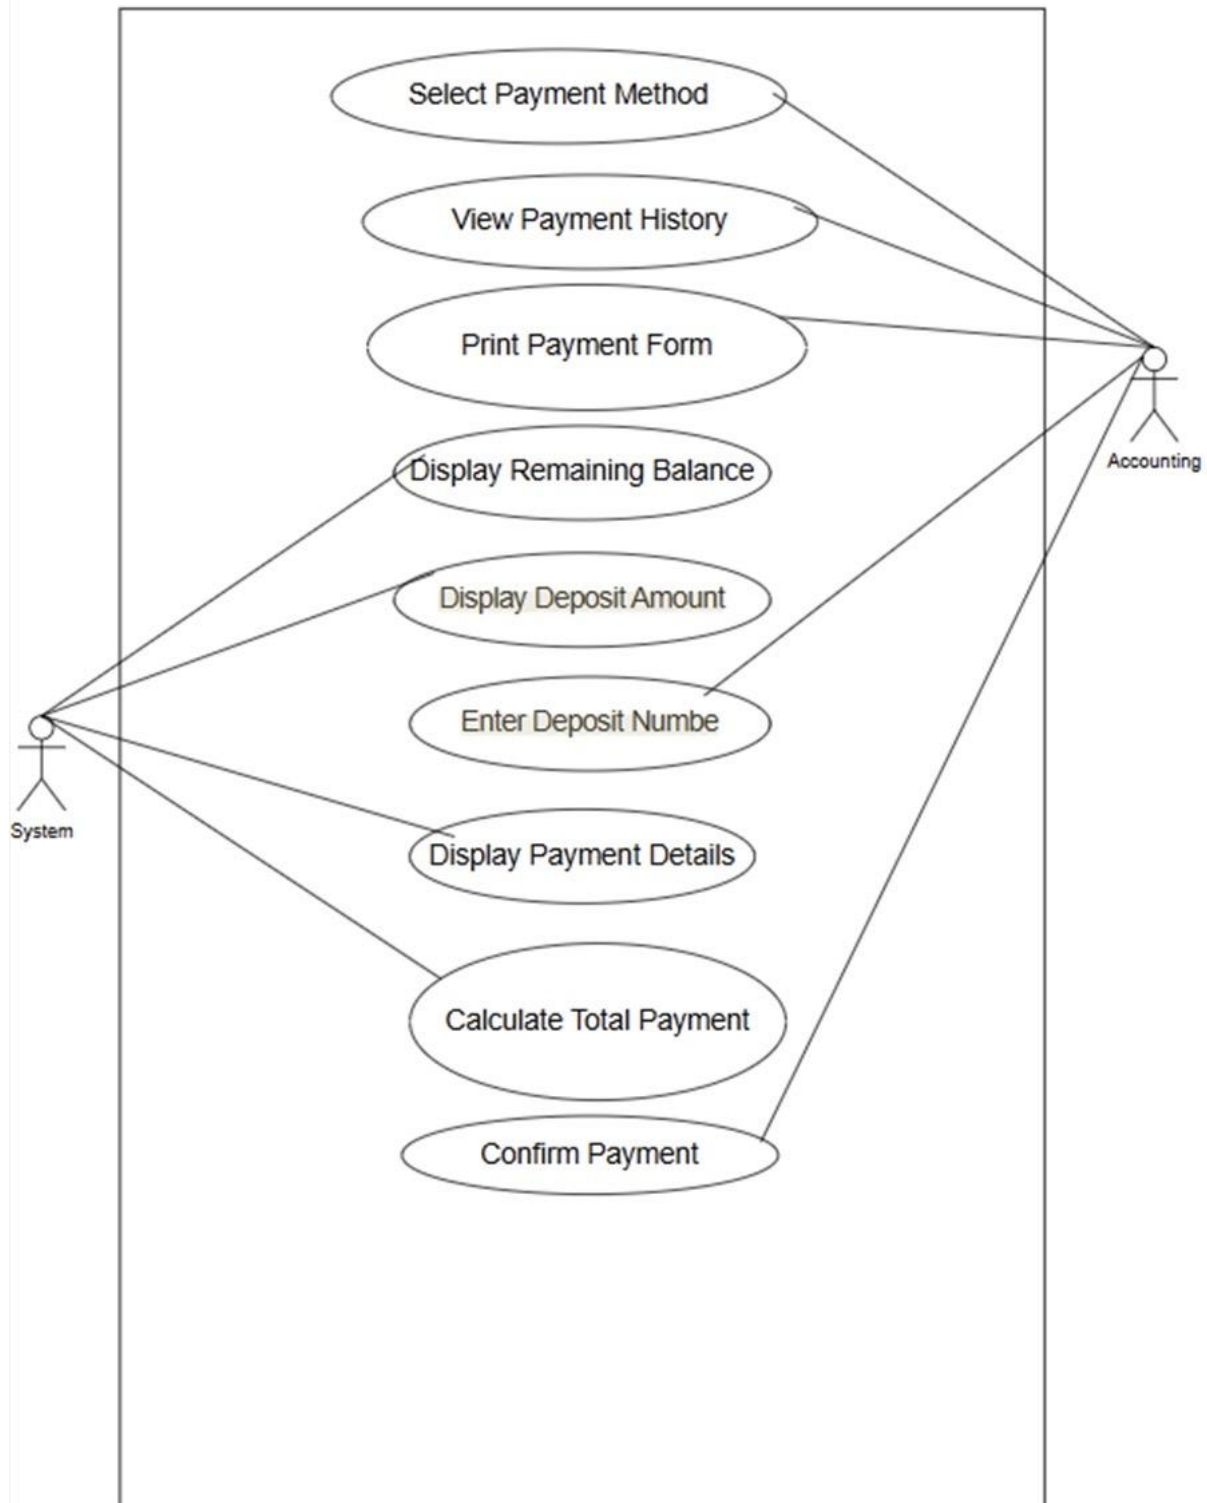 Select Payment Method
View Payment History
Print Payment Form
Display Remaining Balance
Accounting
Display Deposit Amount
Enter Deposit Numbe
System
Display Payment Details
Calculate Total Payment
Confirm Payment